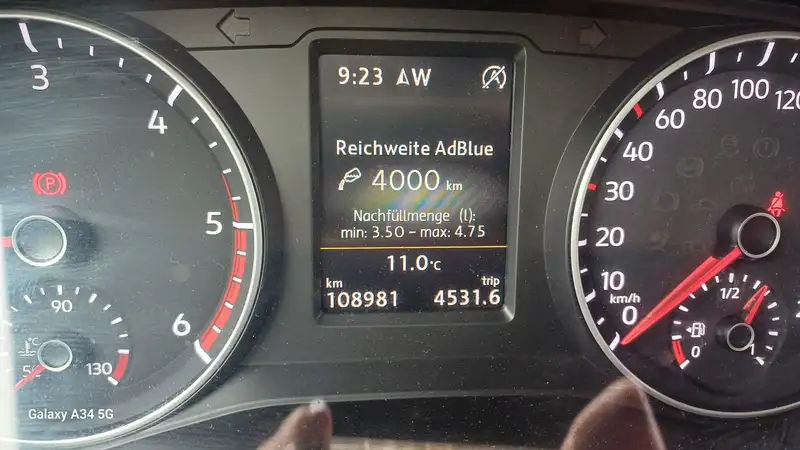 3
4
5
6
P
90
°C
50
130
9:23 W
A
Reichweite AdBlue
4000 km
Nachfüllmenge (l):
min: 3.50 - max: 4.75
11.0°C
km trip
108981 4531.6
0
10
km/h
20
30
40
60
80
100
120
1/2
0 1
Galaxy A34 5G